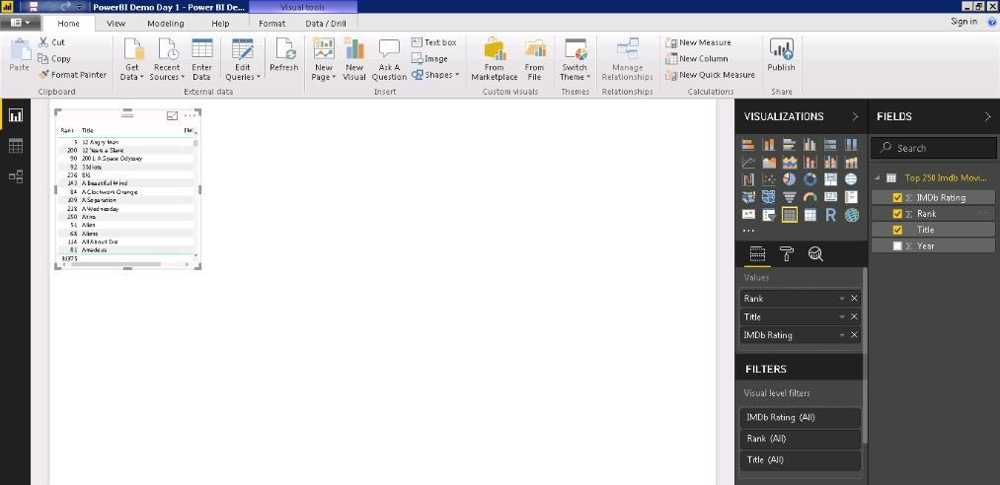 PowerBI Demo Day 1 - Power BI De...
Visual tools
Home View Modeling Help Format Data / Drill
Sign in
Paste
Cut
Copy
Format Painter
Clipboard
Get Data
Recent Sources
Enter Data
Edit Queries
Refresh
External data
New Page
New Visual
Ask A Question
Text box
Image
Shapes
Insert
From Marketplace
From File
Custom visuals
Switch Theme
Themes
Manage Relationships
Relationships
New Measure
New Column
New Quick Measure
Calculations
Publish
Share
Rank Title
5 12 Angry Men
200 12 Years a Slave
90 2001: A Space Odyssey
92 3 Idiots
236 8½
143 A Beautiful Mind
84 A Clockwork Orange
109 A Separation
218 A Wednesday
250 Akira
51 Alien
68 Aliens
114 All About Eve
81 Amadeus
31375
VISUALIZATIONS
Values
Rank
Title
IMDb Rating
FILTERS
Visual level filters
IMDb Rating (All)
Rank (All)
Title (All)
FIELDS
Search
Top 250 Imdb Movi...
IMDb Rating
Rank
Title
Year